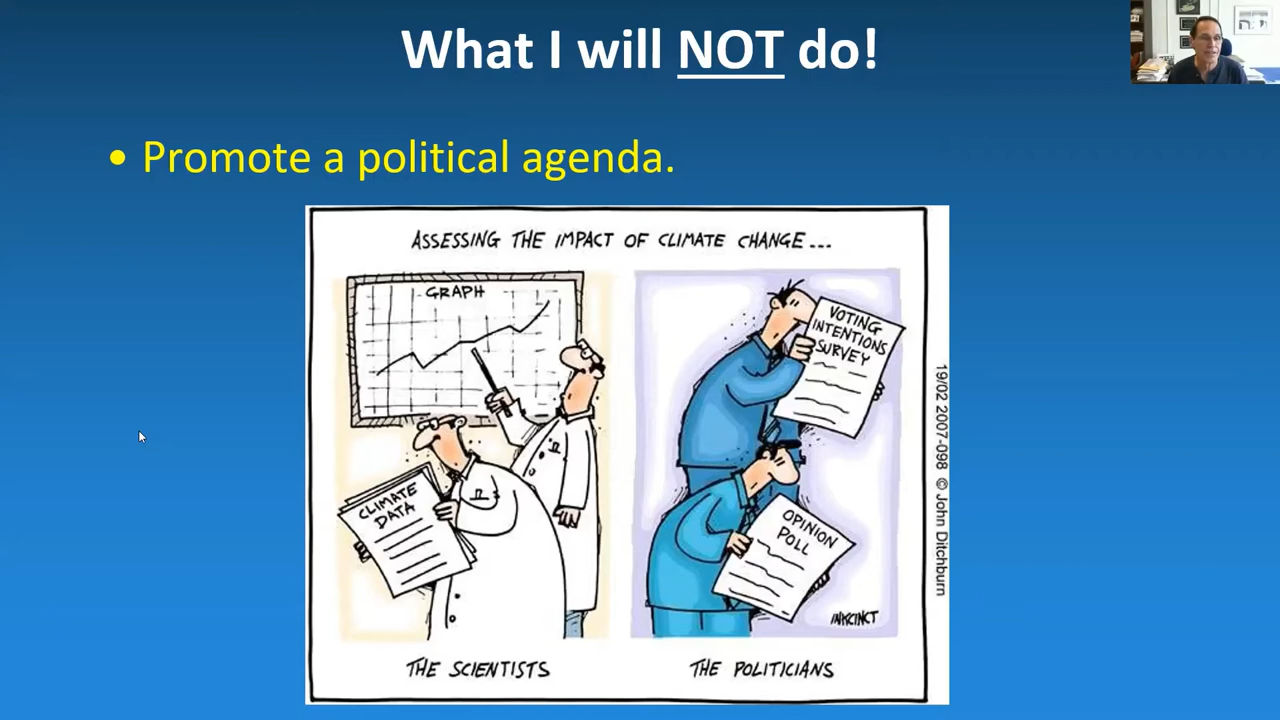 What I will NOT do!
• Promote a political agenda.
ASSESSING THE IMPACT OF CLIMATE CHANGE...
GRAPH
CLIMATE
DATA
VOTING
INTENTIONS
SURVEY
OPINION
POLL
INKCINCT
THE SCIENTISTS
THE POLITICIANS
19/02 2007-098 © John Ditchburn